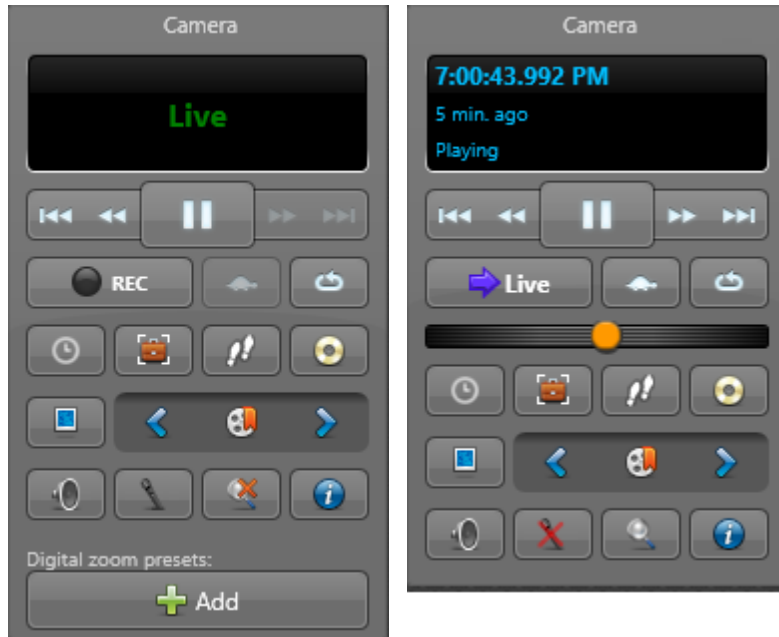 Camera
Live
REC
Digital zoom presets:
Add
Camera
7:00:43.992 PM
5 min. ago
Playing
Live